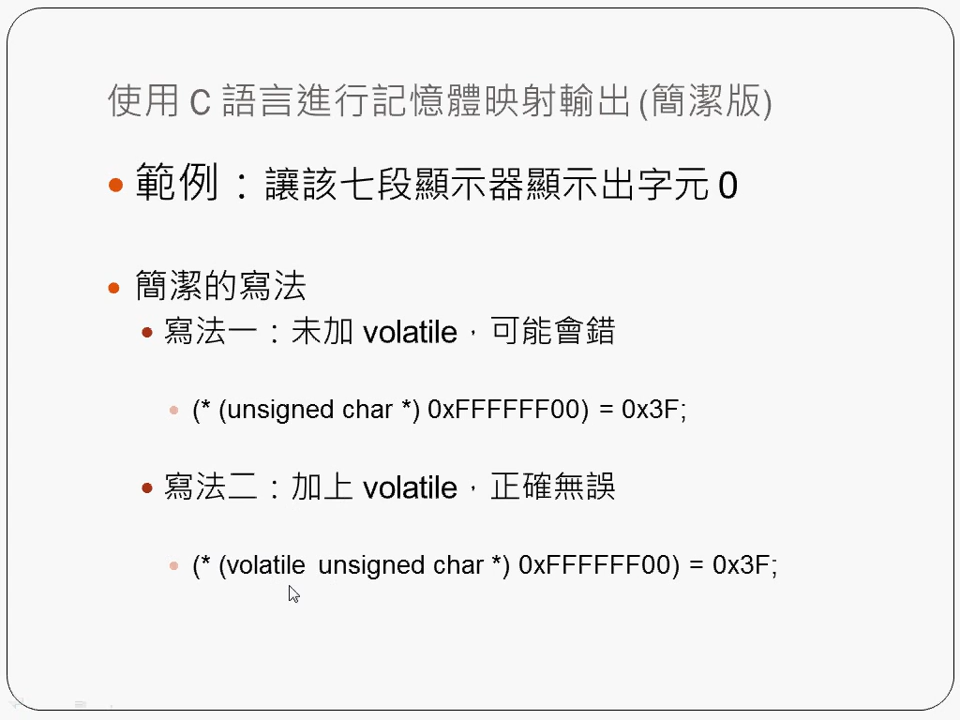 使用 C 語言進行記憶體映射輸出 (簡潔版)
範例：讓該七段顯示器顯示出字元 0
簡潔的寫法
寫法一：未加 volatile，可能會錯
(* (unsigned char *) 0xFFFFFF00) = 0x3F;
寫法二：加上 volatile，正確無誤
(* (volatile unsigned char *) 0xFFFFFF00) = 0x3F;